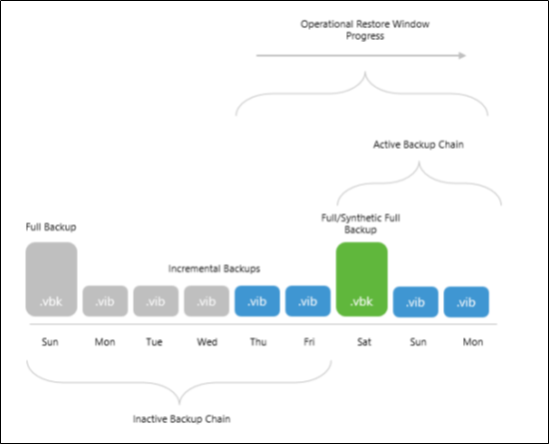 Operational Restore Window
Progress
Active Backup Chain
Full Backup
Full/Synthetic Full
Backup
Incremental Backups
.vbk .vib .vib .vib .vib .vib .vbk .vib .vib
Sun Mon Tue Wed Thu Fri Sat Sun Mon
Inactive Backup Chain